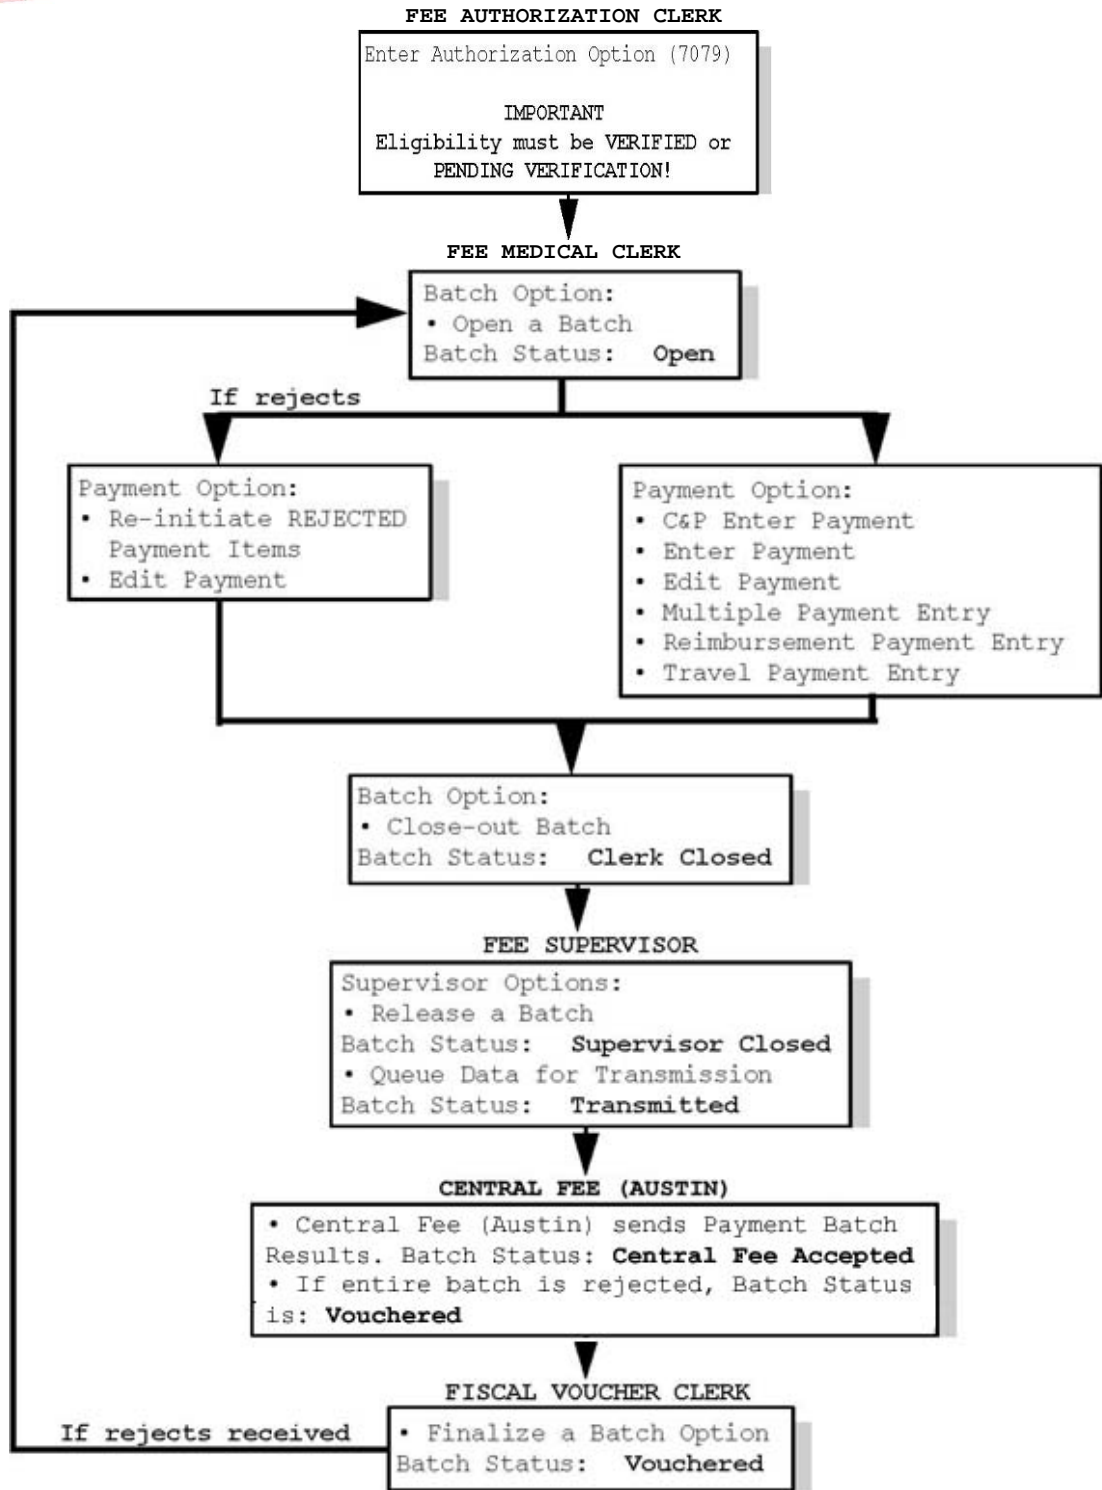 FEE AUTHORIZATION CLERK
Enter Authorization Option (7079)
IMPORTANT
Eligibility must be VERIFIED or
PENDING VERIFICATION!
FEE MEDICAL CLERK
Batch Option:
• Open a Batch
Batch Status: Open
If rejects
Payment Option:
• Re-initiate REJECTED
Payment Items
• Edit Payment
Payment Option:
• C&P Enter Payment
• Enter Payment
• Edit Payment
• Multiple Payment Entry
• Reimbursement Payment Entry
• Travel Payment Entry
Batch Option:
• Close-out Batch
Batch Status: Clerk Closed
FEE SUPERVISOR
Supervisor Options:
• Release a Batch
Batch Status: Supervisor Closed
• Queue Data for Transmission
Batch Status: Transmitted
CENTRAL FEE (AUSTIN)
• Central Fee (Austin) sends Payment Batch
Results. Batch Status: Central Fee Accepted
• If entire batch is rejected, Batch Status
is: Vouchered
FISCAL VOUCHER CLERK
If rejects received
• Finalize a Batch Option
Batch Status: Vouchered